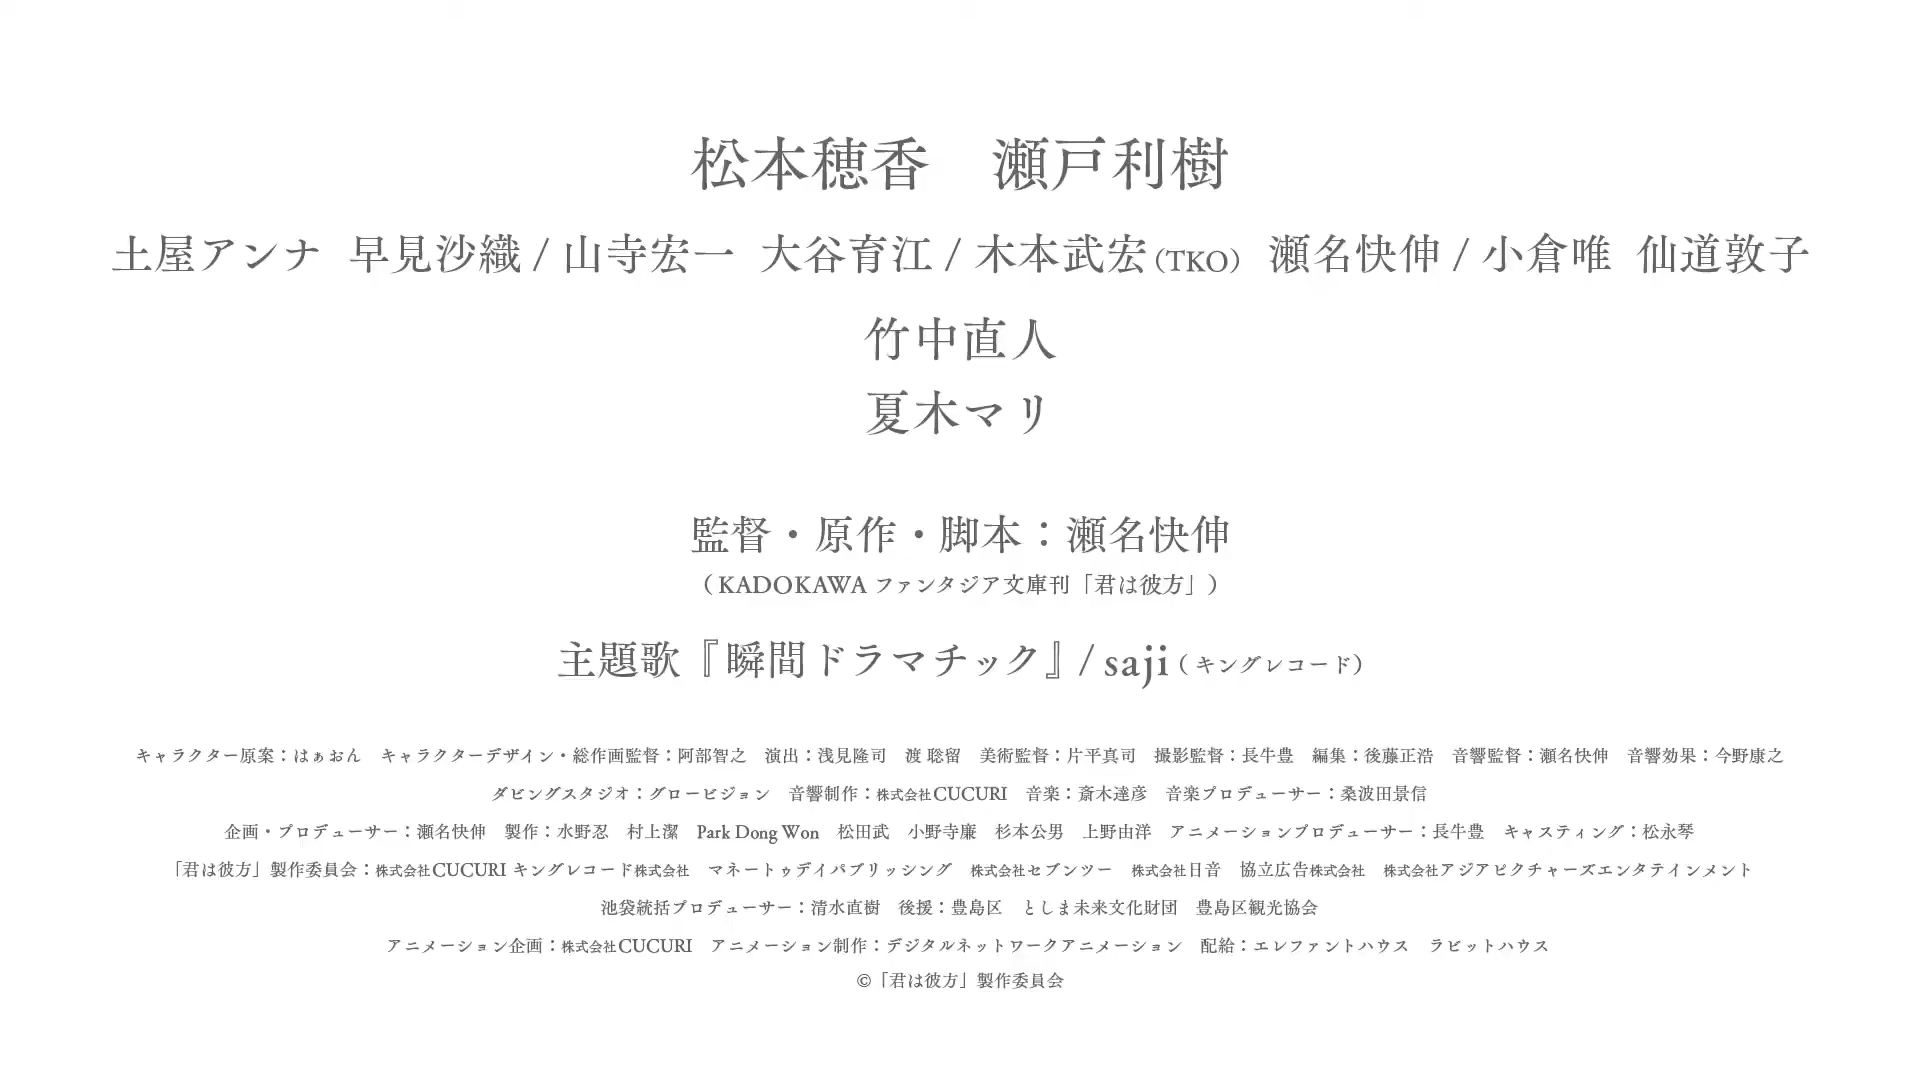 松本穂香　瀬戸利樹
土屋アンナ 早見沙織 / 山寺宏一 大谷育江 / 木本武宏（TKO） 瀬名快伸 / 小倉唯 仙道敦子
竹中直人
夏木マリ
監督・原作・脚本：瀬名快伸
（KADOKAWA ファンタジア文庫刊「君は彼方」）
主題歌『瞬間ドラマチック』/ saji（キングレコード）
キャラクター原案：はぁおん　キャラクターデザイン・総作画監督：阿部智之　演出：浅見隆司　渡 聡留　美術監督：片平真司　撮影監督：長牛豊　編集：後藤正浩　音響監督：瀬名快伸　音響効果：今野康之
ダビングスタジオ：グロービジョン　音響制作：株式会社CUCURI　音楽：斎木達彦　音楽プロデューサー：桑波田景信
企画・プロデューサー：瀬名快伸　製作：水野忍　村上潔　Park Dong Won　松田武　小野寺廉　杉本公男　上野由洋　アニメーションプロデューサー：長牛豊　キャスティング：松永琴
「君は彼方」製作委員会：株式会社CUCURI キングレコード株式会社　マネートゥデイパブリッシング　株式会社セブンツー　株式会社日音　協立広告株式会社　株式会社アジアピクチャーズエンタテインメント
池袋統括プロデューサー：清水直樹　後援：豊島区　としま未来文化財団　豊島区観光協会
アニメーション企画：株式会社CUCURI　アニメーション制作：デジタルネットワークアニメーション　配給：エレファントハウス　ラビットハウス
©「君は彼方」製作委員会